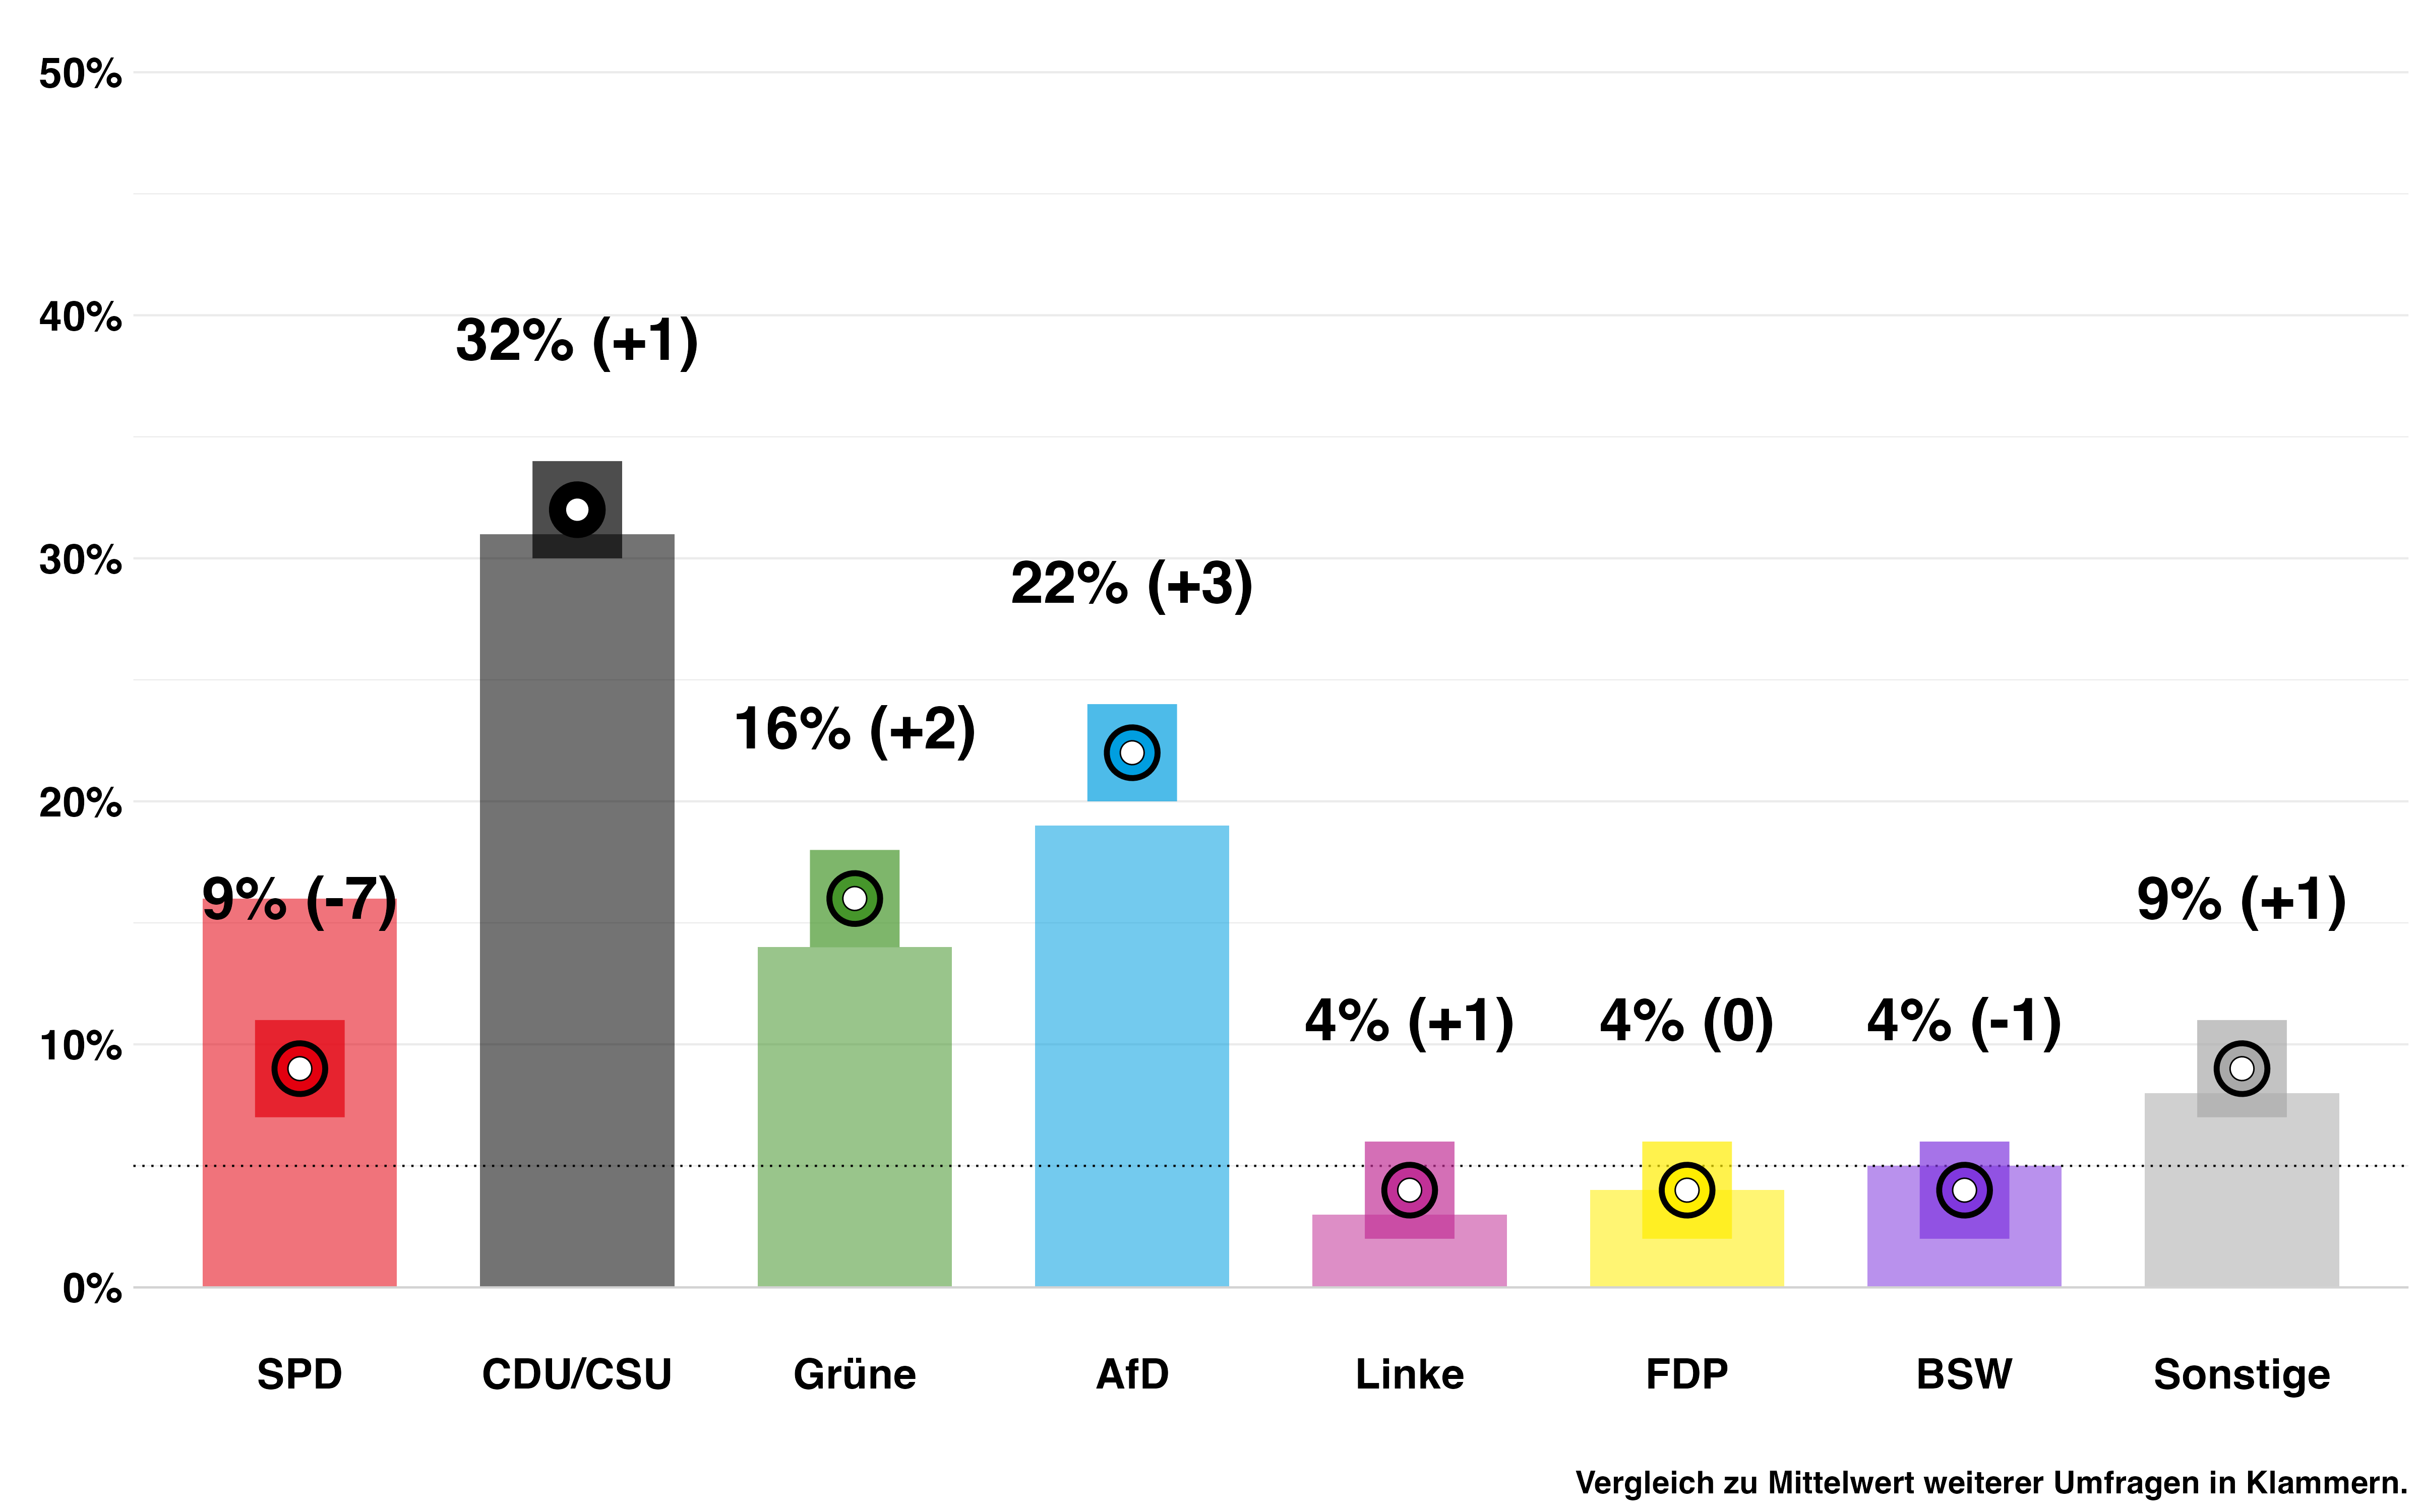 50%
40%
30%
20%
10%
0%
9% (-7)
32% (+1)
16% (+2)
22% (+3)
4% (+1)
4% (0)
4% (-1)
9% (+1)
SPD
CDU/CSU
Grüne
AfD
Linke
FDP
BSW
Sonstige
Vergleich zu Mittelwert weiterer Umfragen in Klammern.